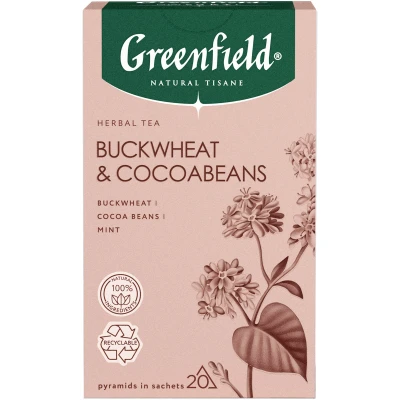 Greenfield®
NATURAL TISANE
HERBAL TEA
BUCKWHEAT
& COCOABEANS
BUCKWHEAT |
COCOA BEANS |
MINT
NATURAL
100%
INGREDIENTS
RECYCLABLE
pyramids in sachets 20